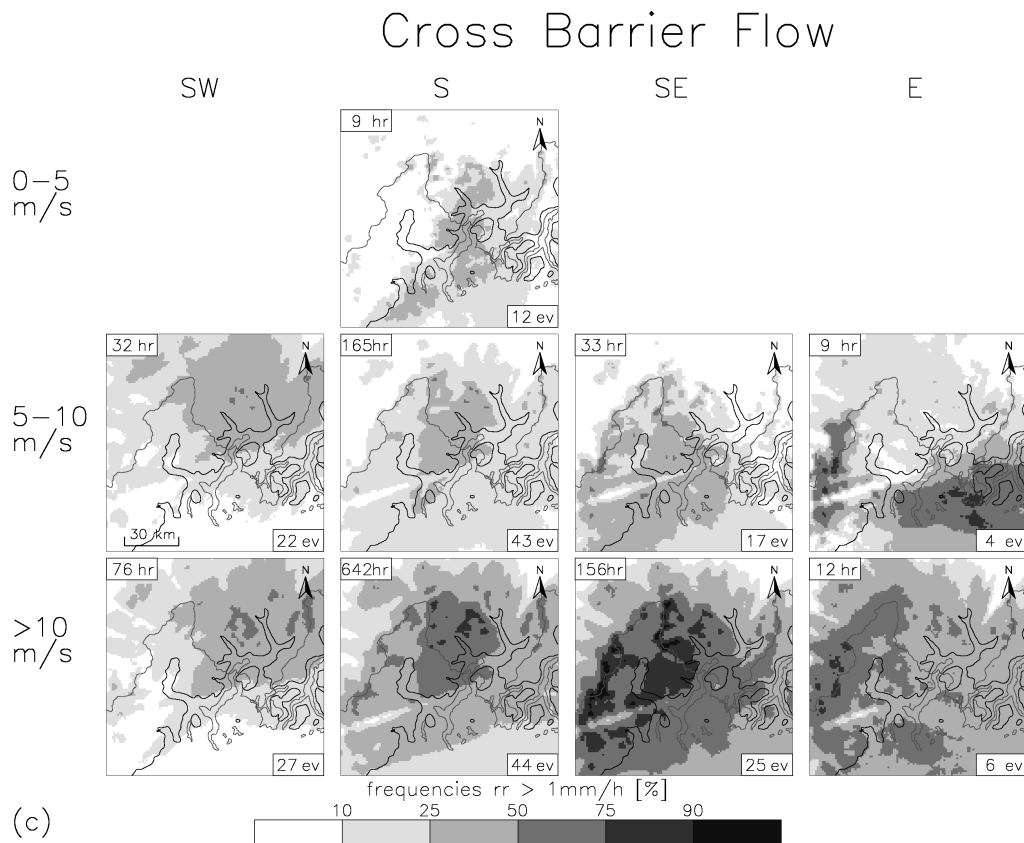 Cross Barrier Flow
SW S SE E
0-5
m/s
9 hr
N
12 ev
5-10
m/s
32 hr
N
30 km
22 ev
165hr
N
43 ev
33 hr
N
17 ev
9 hr
N
4 ev
>10
m/s
76 hr
N
27 ev
642hr
N
44 ev
156hr
N
25 ev
12 hr
N
6 ev
frequencies rr > 1mm/h [%]
10 25 50 75 90
(c)